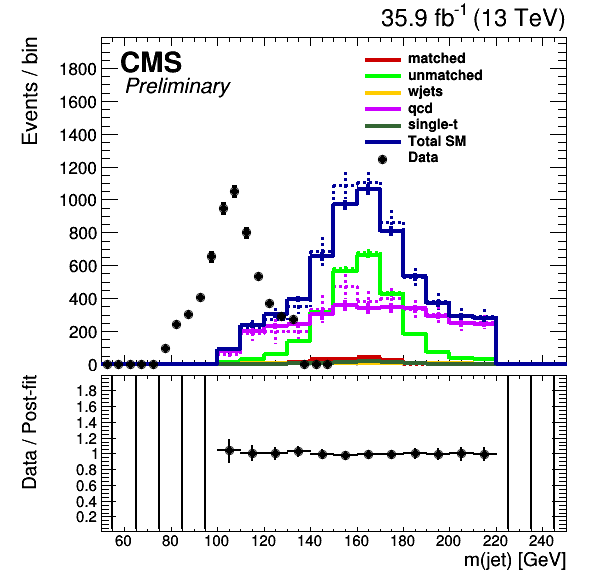 35.9 fb⁻¹ (13 TeV)
Events / bin
CMS
Preliminary
matched
unmatched
wjets
qcd
single-t
Total SM
Data
1800
1600
1400
1200
1000
800
600
400
200
0
Data / Post-fit
1.8
1.6
1.4
1.2
1
0.8
0.6
0.4
0.2
60 80 100 120 140 160 180 200 220 240
m(jet) [GeV]